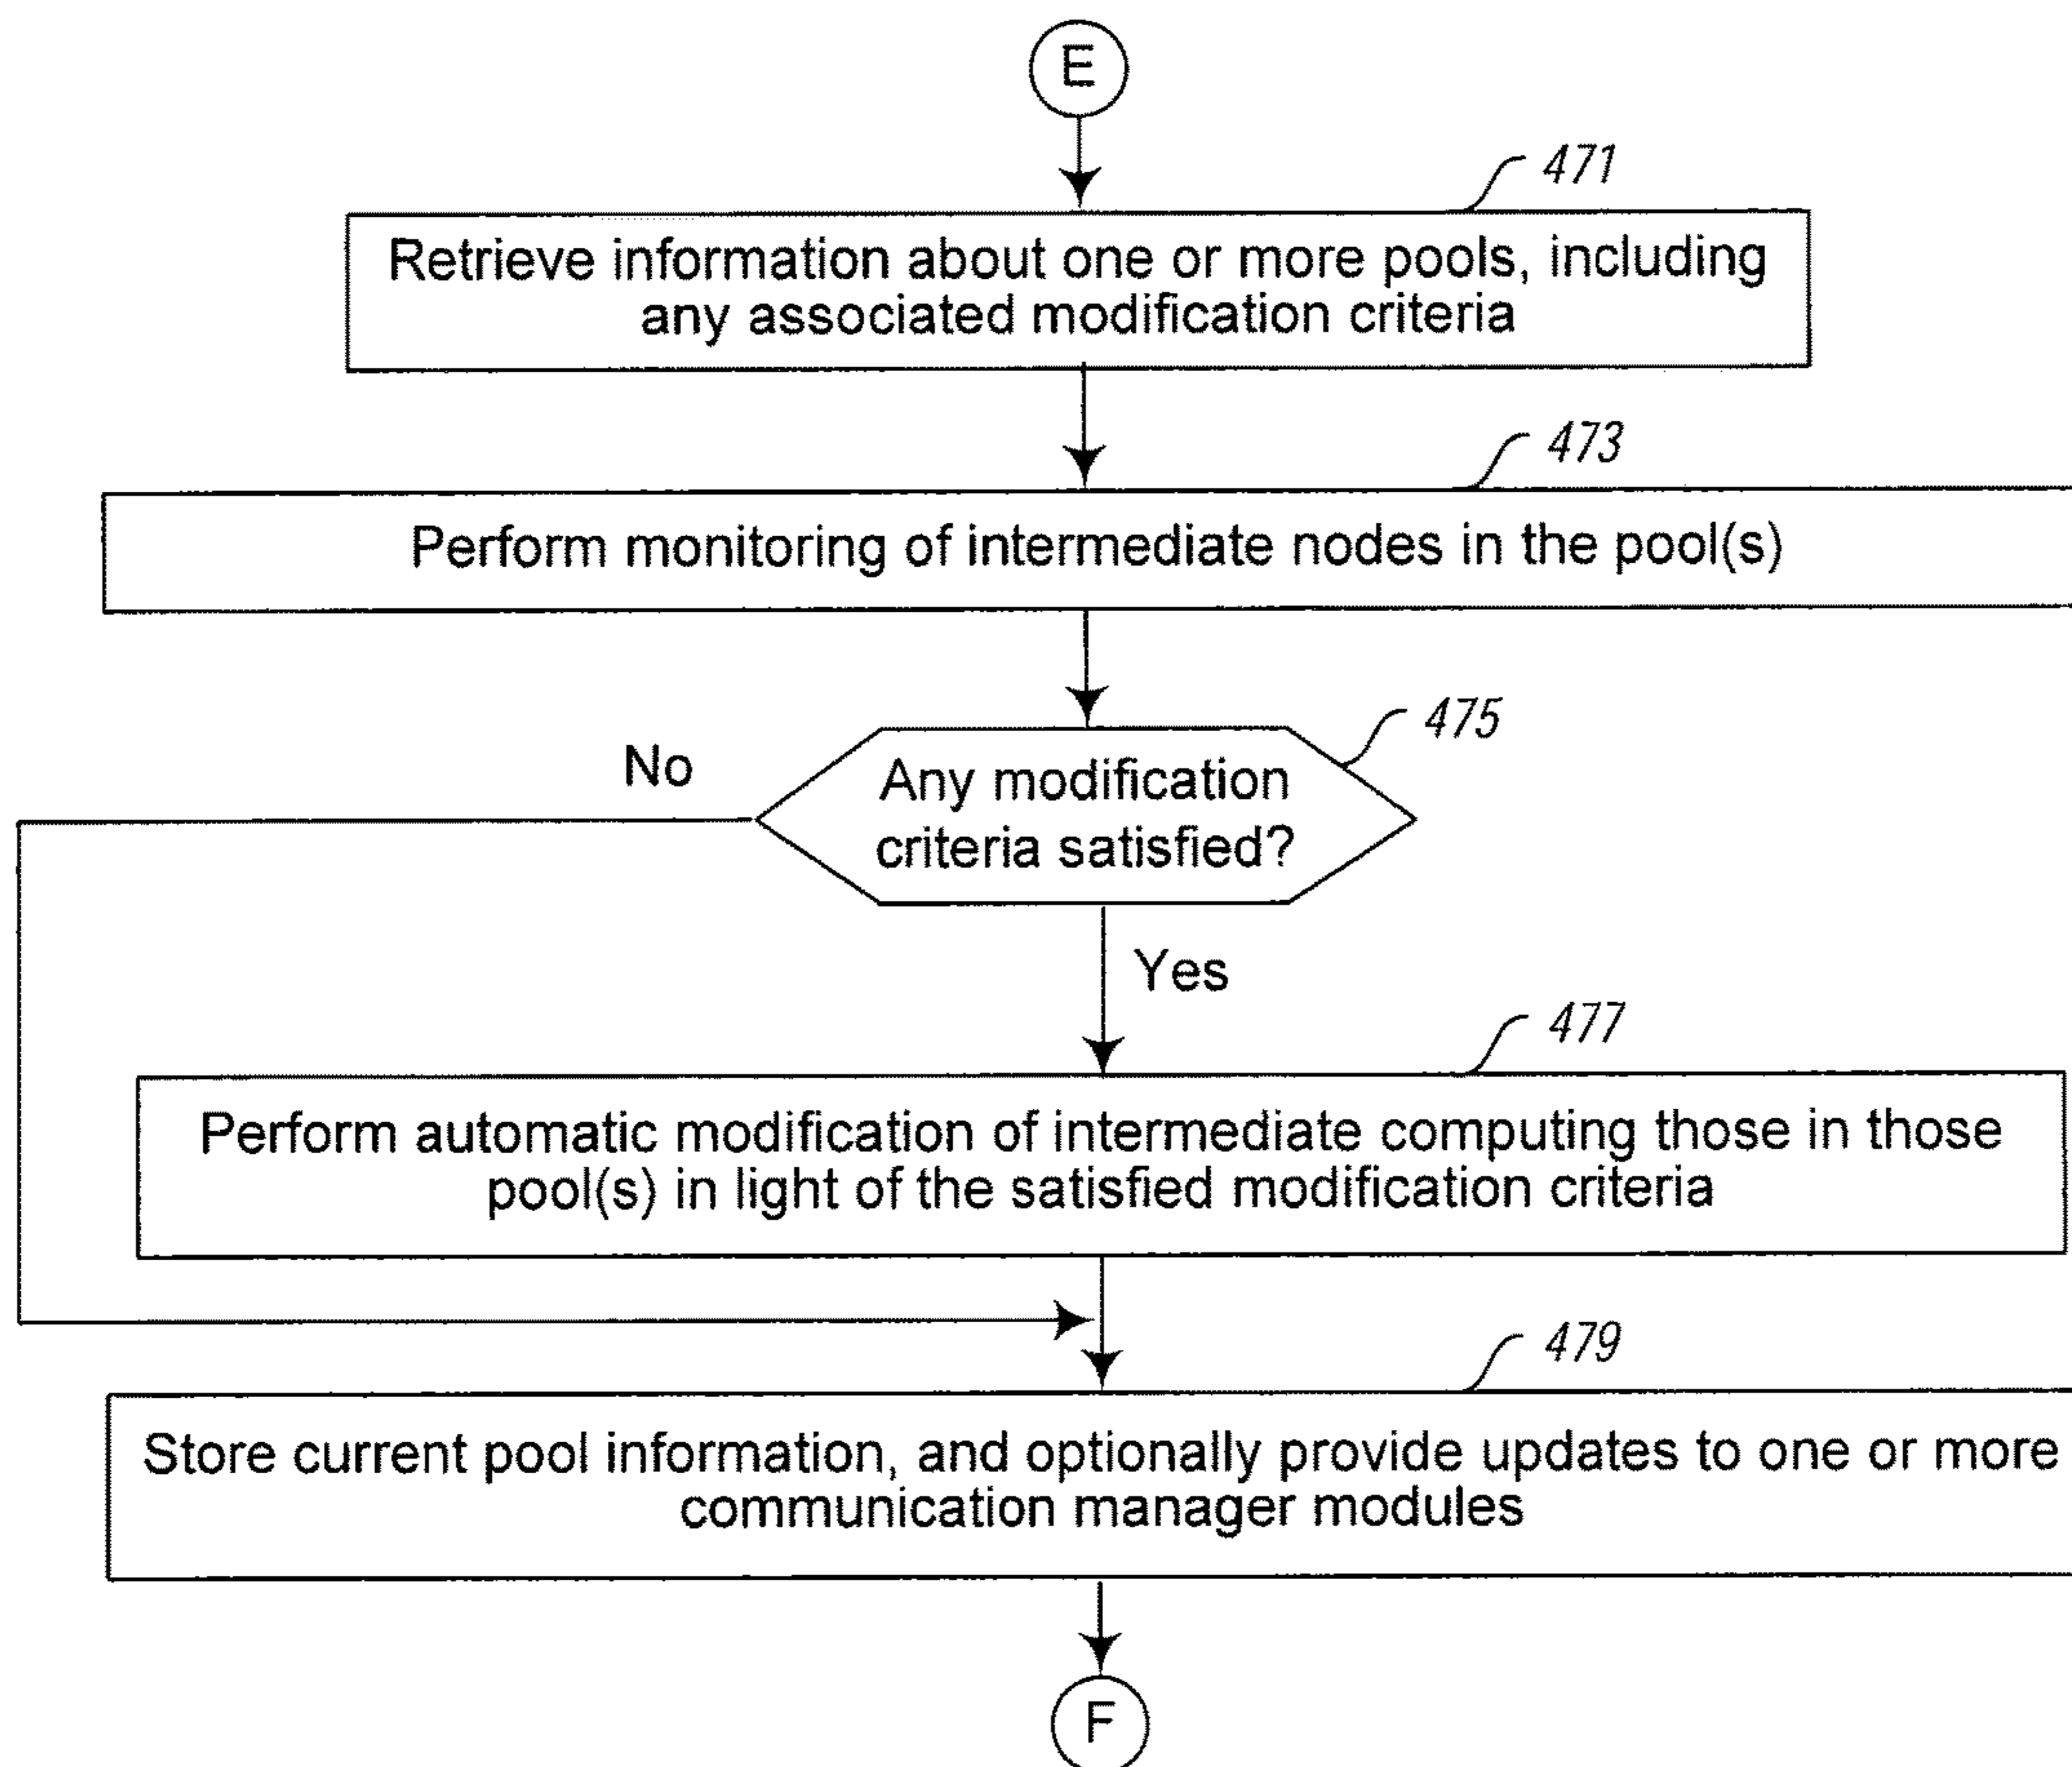 E
471
Retrieve information about one or more pools, including
any associated modification criteria
473
Perform monitoring of intermediate nodes in the pool(s)
475
No
Any modification
criteria satisfied?
Yes
477
Perform automatic modification of intermediate computing those in those
pool(s) in light of the satisfied modification criteria
479
Store current pool information, and optionally provide updates to one or more
communication manager modules
F